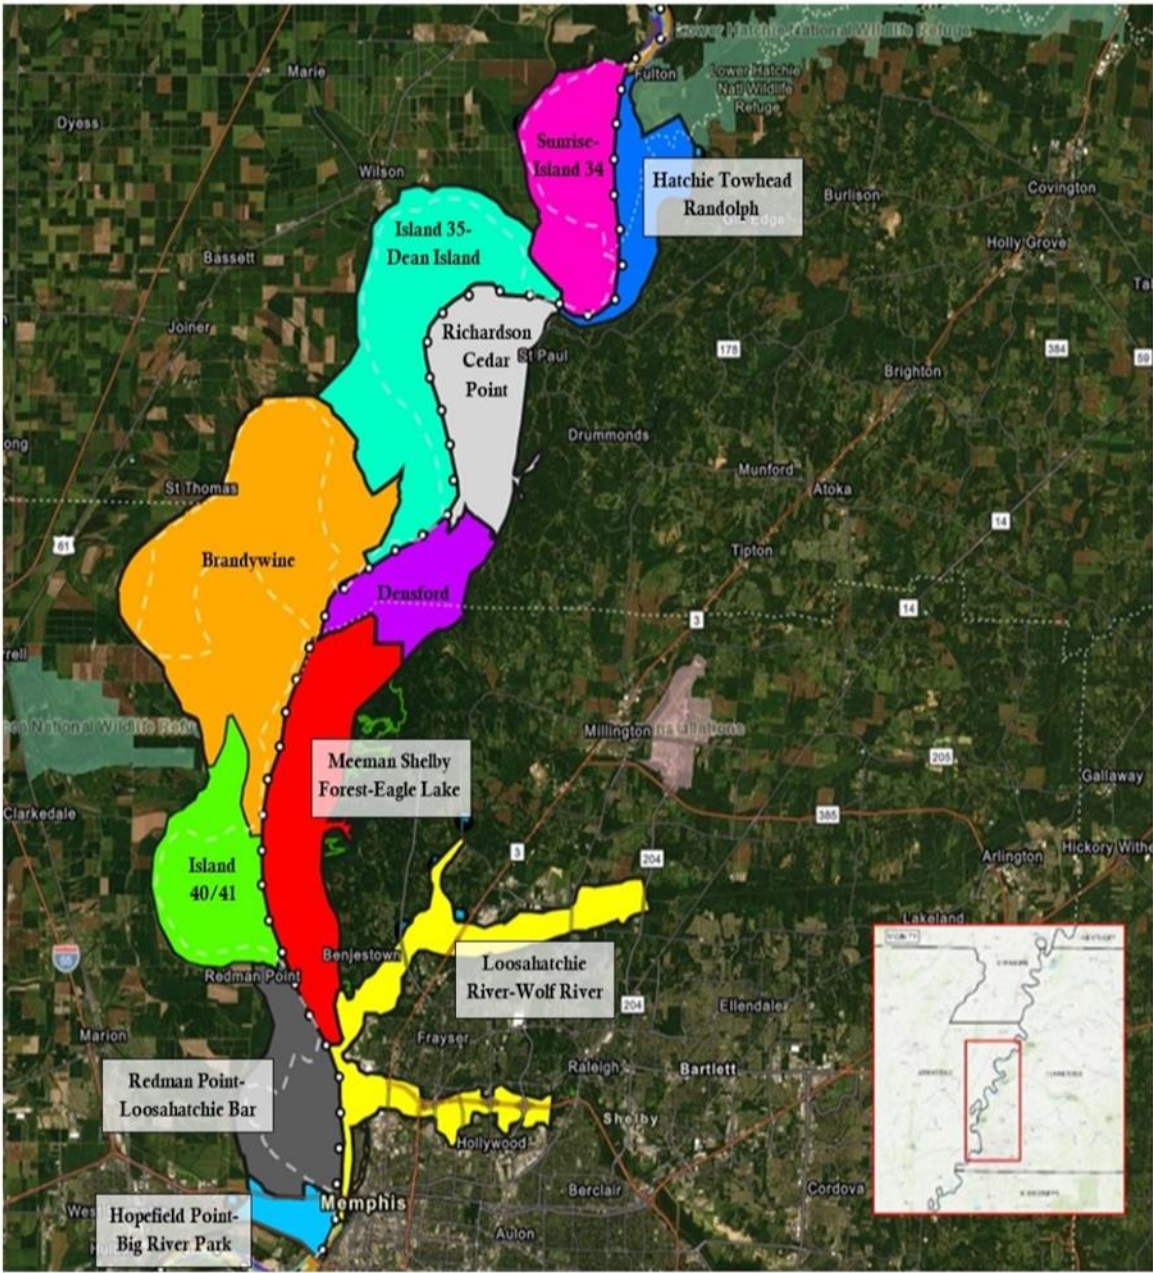 Lower Hatchie National Wildlife Refuge
Marie
Fulton
Lower Hatchie
Natl Wildlife
Refuge
Dyess
Sunrise-
Island 34
Wilson
Hatchie Towhead
Randolph
Burlison
Covington
Holly Grove
Island 35-
Dean Island
Bassett
Joiner
Richardson
Cedar
Point
St Paul
178
384
59
Brighton
Drummonds
Munford
Atoka
St Thomas
14
61
Brandywine
Tipton
Densford
14
3
National Wildlife
Millington
Meeman Shelby
Forest-Eagle Lake
205
Gallaway
Clarkedale
385
3
204
Arlington
Hickory Withe
Island
40/41
Lakeland
55
Benjestown
Redman Point
Loosahatchie
River-Wolf River
204
Ellendale
Marion
Frayser
Raleigh
Bartlett
Redman Point-
Loosahatchie Bar
Shelby
Hollywood
Berclair
Cordova
Memphis
Hopefield Point-
Big River Park
Aulon